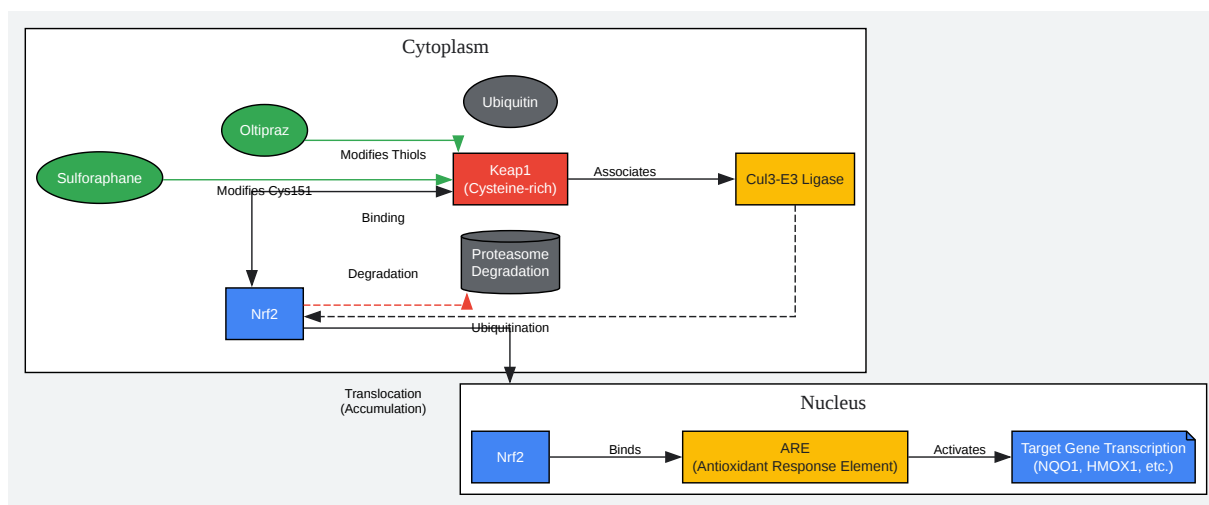 Cytoplasm
Ubiquitin
Oltipraz
Modifies Thiols
Sulforaphane
Modifies Cys151
Keap1
(Cysteine-rich)
Associates
Cul3-E3 Ligase
Binding
Proteasome
Degradation
Degradation
Nrf2
Ubiquitination
Translocation
(Accumulation)
Nucleus
Nrf2
Binds
ARE
(Antioxidant Response Element)
Activates
Target Gene Transcription
(NQO1, HMOX1, etc.)